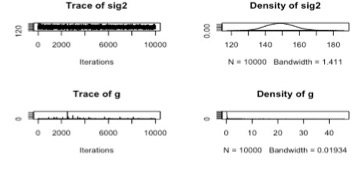 Trace of sig2
120
0 2000 6000 10000
Iterations
Density of sig2
0.00
120 140 160 180
N = 10000 Bandwidth = 1.411
Trace of g
0
0 2000 6000 10000
Iterations
Density of g
0
0 10 20 30 40
N = 10000 Bandwidth = 0.01934